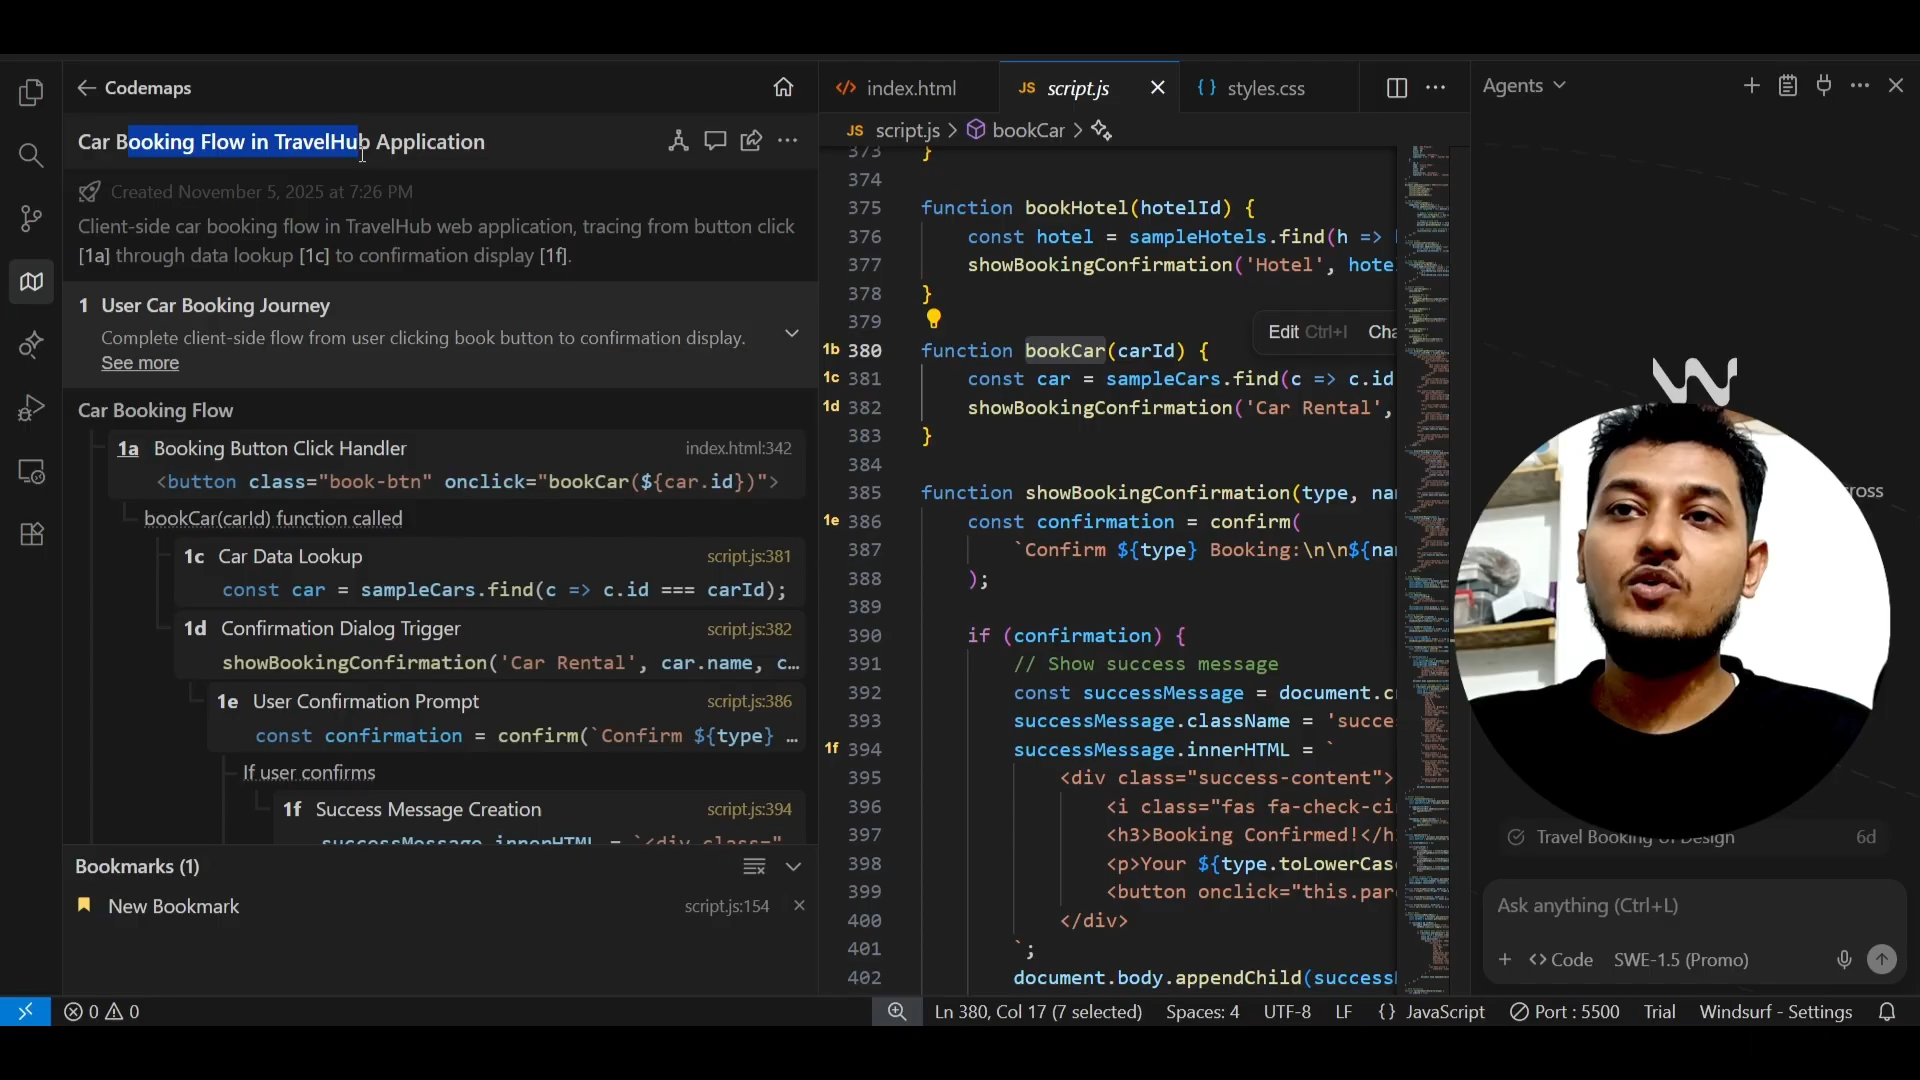 Codemaps
Car Booking Flow in TravelHub Application
Created November 5, 2025 at 7:26 PM
Client-side car booking flow in TravelHub web application, tracing from button click
[1a] through data lookup [1c] to confirmation display [1f].
1 User Car Booking Journey
Complete client-side flow from user clicking book button to confirmation display.
See more
Car Booking Flow
1a Booking Button Click Handler index.html:342
<button class="book-btn" onclick="bookCar(${car.id})">
bookCar(carId) function called
1c Car Data Lookup script.js:381
const car = sampleCars.find(c => c.id === carId);
1d Confirmation Dialog Trigger script.js:382
showBookingConfirmation('Car Rental', car.name, c…
1e User Confirmation Prompt script.js:386
const confirmation = confirm(`Confirm ${type} …
If user confirms
1f Success Message Creation script.js:394
successMessage.innerHTML = `<div class="
Bookmarks (1)
New Bookmark script.js:154
index.html
JS script.js
{ } styles.css
JS script.js > bookCar >
373 }
374
375 function bookHotel(hotelId) {
376 const hotel = sampleHotels.find(h =>
377 showBookingConfirmation('Hotel', hote
378 }
379
Edit Ctrl+I Cha
1b 380 function bookCar(carId) {
1c 381 const car = sampleCars.find(c => c.id
1d 382 showBookingConfirmation('Car Rental',
383 }
384
385 function showBookingConfirmation(type, nam
1e 386 const confirmation = confirm(
387 `Confirm ${type} Booking:\n\n${nam
388 );
389
390 if (confirmation) {
391 // Show success message
392 const successMessage = document.cr
393 successMessage.className = 'succes
1f 394 successMessage.innerHTML = `
395 <div class="success-content">
396 <i class="fas fa-check-cir
397 <h3>Booking Confirmed!</h
398 <p>Your ${type.toLowerCase
399 <button onclick="this.pare
400 </div>
401 `;
402 document.body.appendChild(success
Agents
Travel Booking UI Design 6d
Ask anything (Ctrl+L)
+ <> Code SWE-1.5 (Promo)
0 0
Ln 380, Col 17 (7 selected) Spaces: 4 UTF-8 LF {} JavaScript Port : 5500 Trial Windsurf - Settings